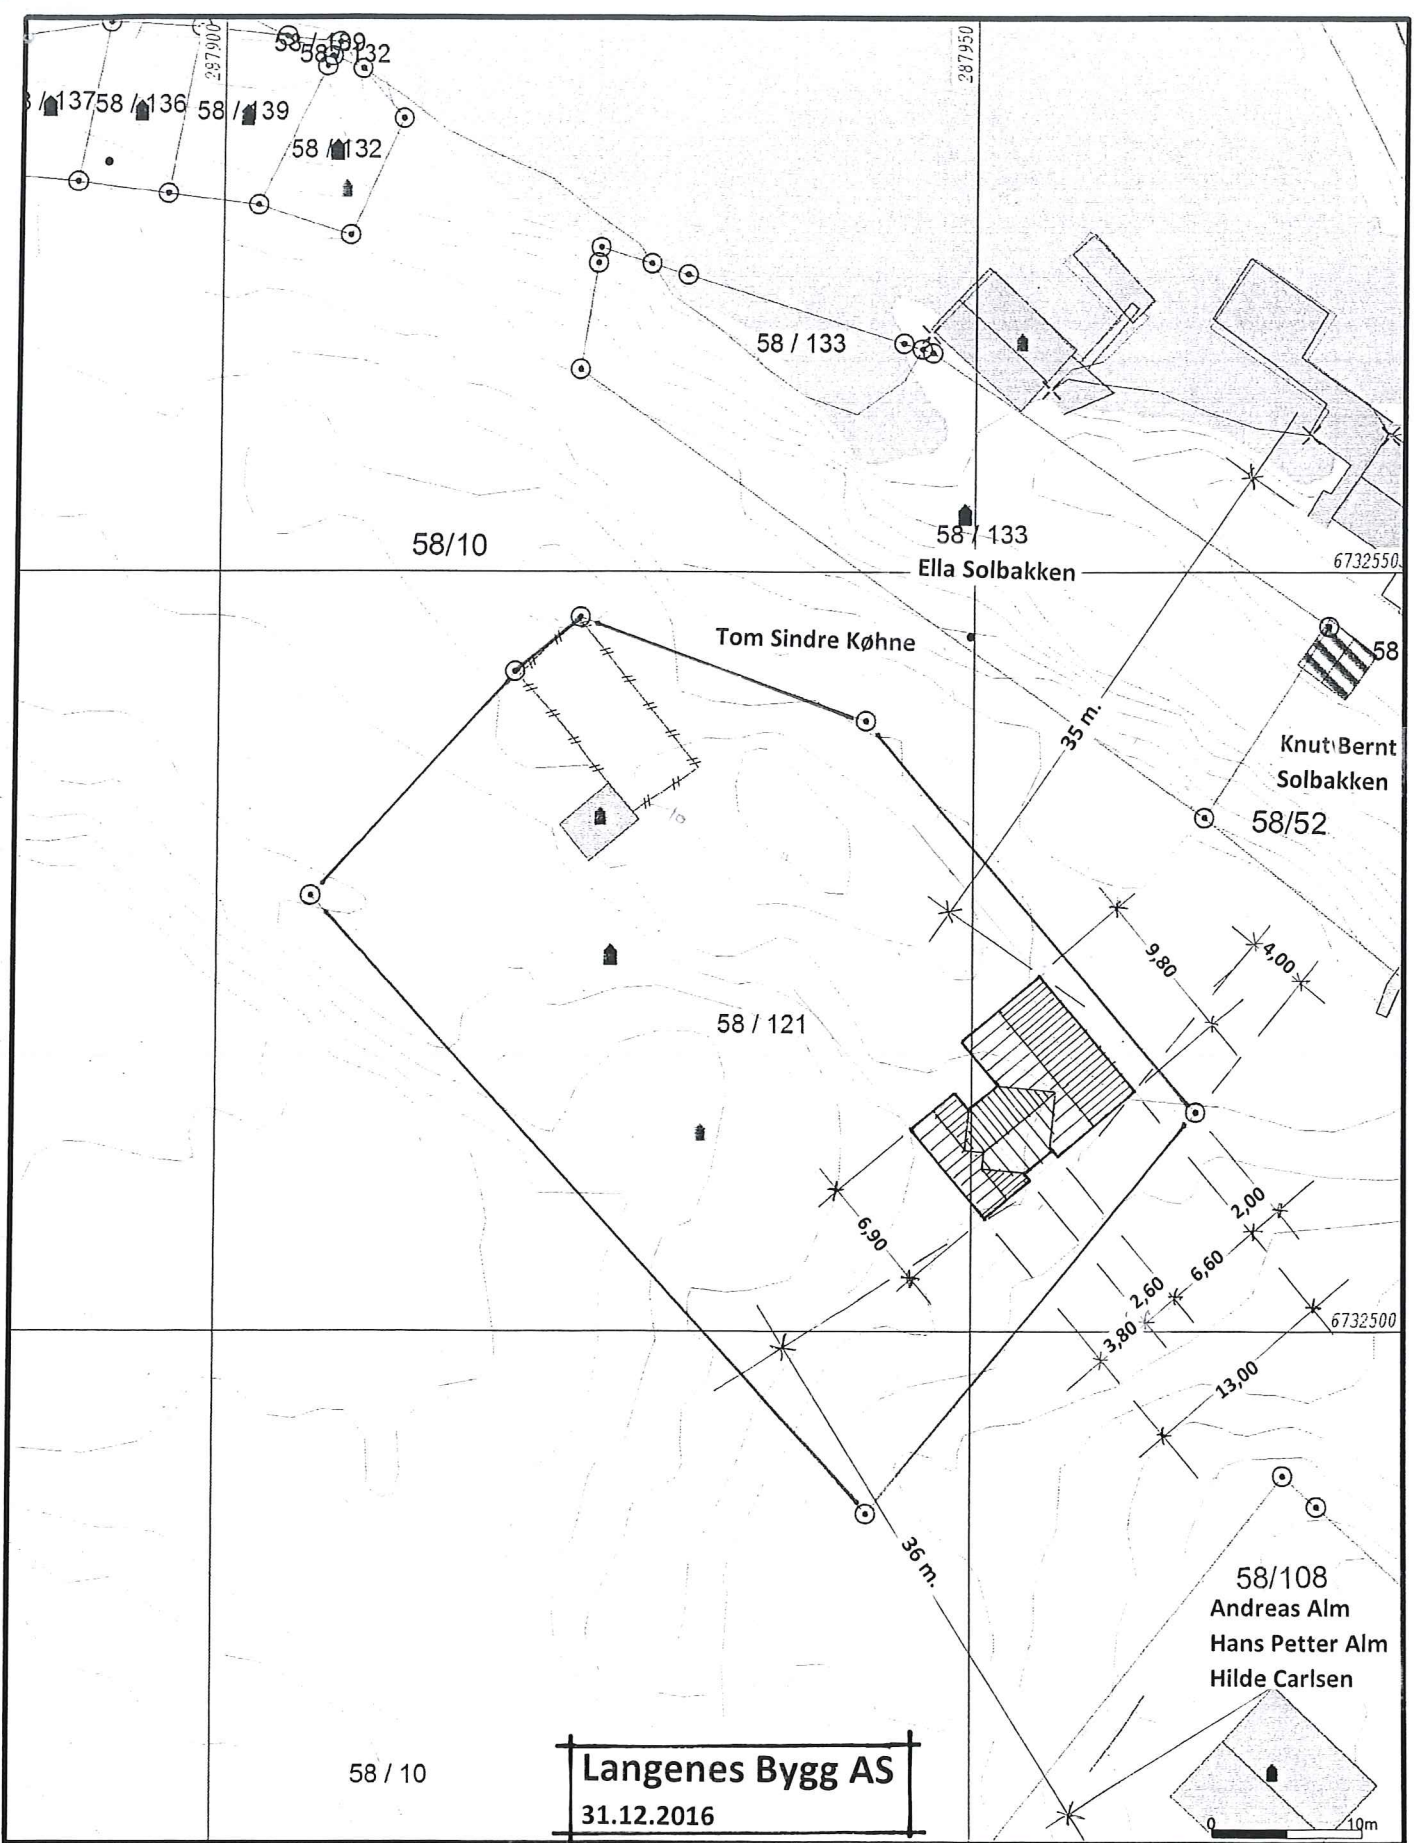 287900
287950
58 / 139
58 / 132
/ 137
58 / 136
58 / 139
58 / 132
58 / 133
58 / 133
Ella Solbakken
58/10
6732550
Tom Sindre Køhne
58
35 m.
Knut Bernt
Solbakken
58/52
9,80
4,00
58 / 121
6,90
2,00
6,60
2,60
3,80
13,00
6732500
36 m.
58/108
Andreas Alm
Hans Petter Alm
Hilde Carlsen
58 / 10
Langenes Bygg AS
31.12.2016
0
10m